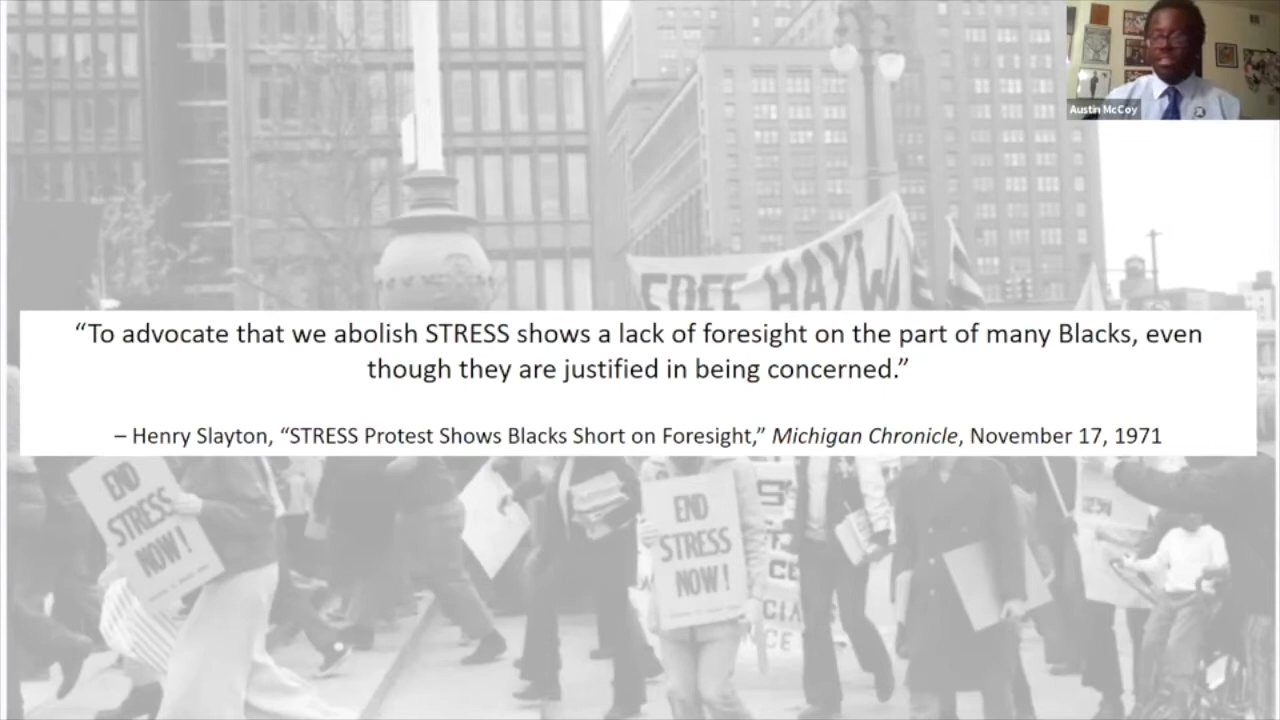 Austin McCoy
FREE HAYW
“To advocate that we abolish STRESS shows a lack of foresight on the part of many Blacks, even
though they are justified in being concerned.”
– Henry Slayton, “STRESS Protest Shows Blacks Short on Foresight,” Michigan Chronicle, November 17, 1971
END
STRESS
NOW!
END
STRESS
NOW!